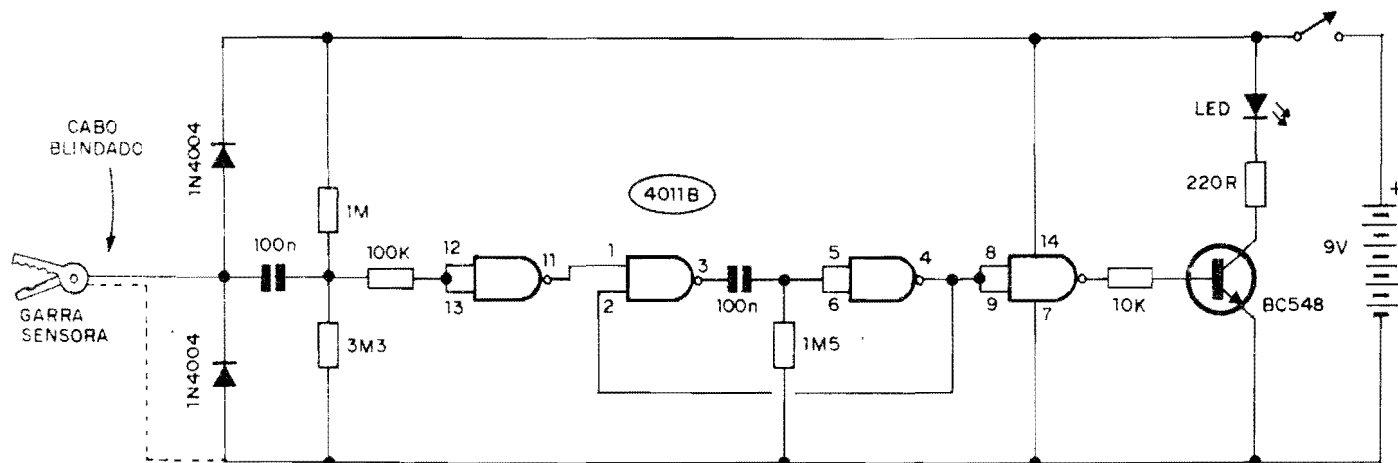 CABO
BLINDADO
1N4004
1M
4011B
LED
220R
+
9V
100n
100K
12
13
11
1
2
3
100n
5
6
4
8
9
14
7
10K
BC548
GARRA
SENSORA
1N4004
3M3
1M5